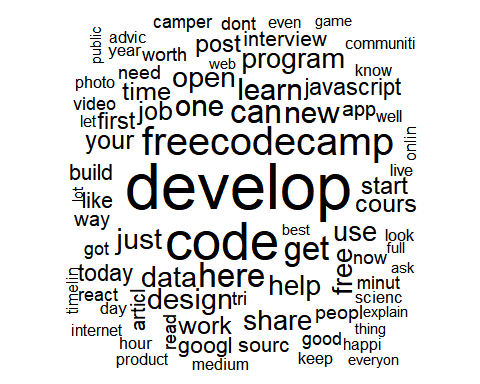 camper dont even game
public advic post interview communiti
year worth web program know
photo need open learn javascript
video time one can new app well
let first job onlin
your freecodecamp live
build develop start
lot like cours
way code use look
got just get best full
today data here help free now ask
timelin react design tri minut
day articl share peopl scienc
internet read work explain
hour googl sourc good thing
product medium keep happi
everyon